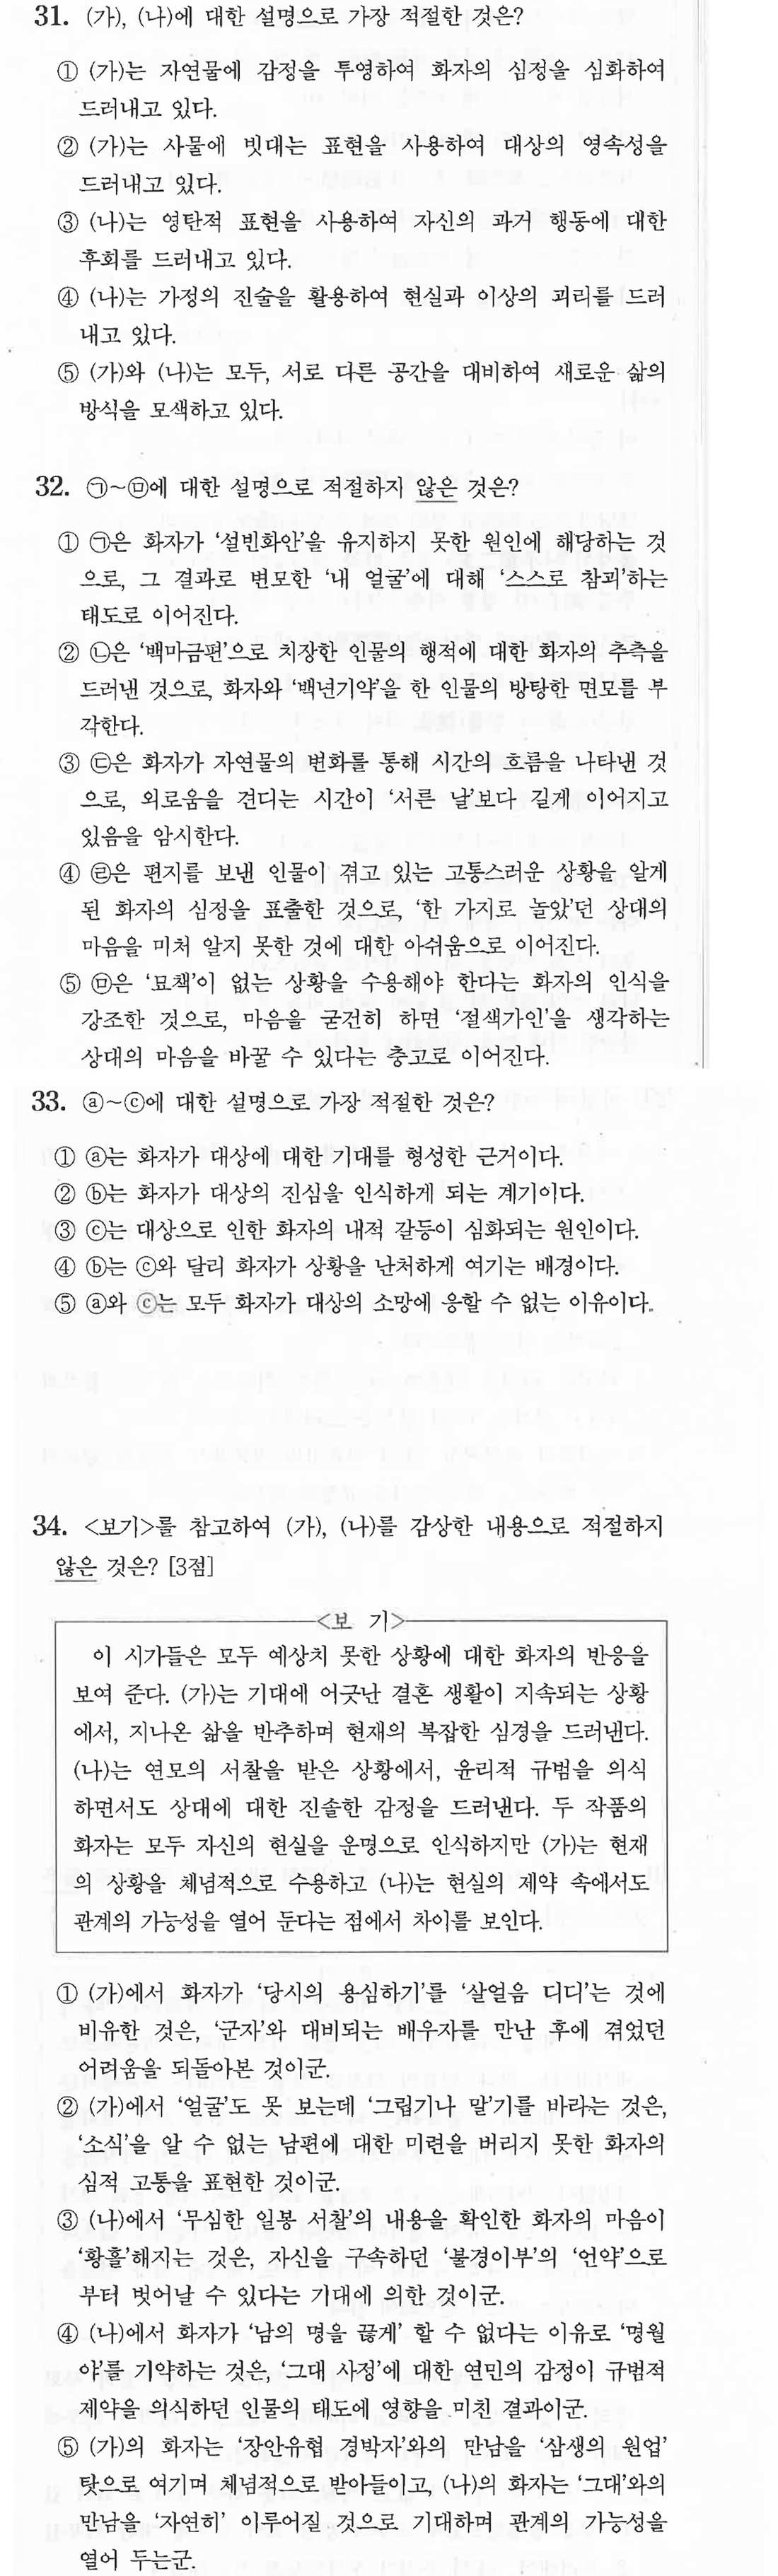 31. (가), (나)에 대한 설명으로 가장 적절한 것은?
① (가)는 자연물에 감정을 투영하여 화자의 심정을 심화하여
드러내고 있다.
② (가)는 사물에 빗대는 표현을 사용하여 대상의 영속성을
드러내고 있다.
③ (나)는 영탄적 표현을 사용하여 자신의 과거 행동에 대한
후회를 드러내고 있다.
④ (나)는 가정의 진술을 활용하여 현실과 이상의 괴리를 드러
내고 있다.
⑤ (가)와 (나)는 모두, 서로 다른 공간을 대비하여 새로운 삶의
방식을 모색하고 있다.
32. ㉠~㉤에 대한 설명으로 적절하지 않은 것은?
① ㉠은 화자가 ‘설빈화안’을 유지하지 못한 원인에 해당하는 것
으로, 그 결과로 변모한 ‘내 얼굴’에 대해 ‘스스로 참괴’하는
태도로 이어진다.
② ㉡은 ‘백마금편’으로 치장한 인물의 행적에 대한 화자의 추측을
드러낸 것으로, 화자와 ‘백년기약’을 한 인물의 방탕한 면모를 부
각한다.
③ ㉢은 화자가 자연물의 변화를 통해 시간의 흐름을 나타낸 것
으로, 외로움을 견디는 시간이 ‘서른 날’보다 길게 이어지고
있음을 암시한다.
④ ㉣은 편지를 보낸 인물이 겪고 있는 고통스러운 상황을 알게
된 화자의 심정을 표출한 것으로, ‘한 가지로 놀았’던 상대의
마음을 미처 알지 못한 것에 대한 아쉬움으로 이어진다.
⑤ ㉤은 ‘묘책’이 없는 상황을 수용해야 한다는 화자의 인식을
강조한 것으로, 마음을 굳건히 하면 ‘절색가인’을 생각하는
상대의 마음을 바꿀 수 있다는 충고로 이어진다.
33. ⓐ~ⓒ에 대한 설명으로 가장 적절한 것은?
① ⓐ는 화자가 대상에 대한 기대를 형성한 근거이다.
② ⓑ는 화자가 대상의 진심을 인식하게 되는 계기이다.
③ ⓒ는 대상으로 인한 화자의 내적 갈등이 심화되는 원인이다.
④ ⓑ는 ⓒ와 달리 화자가 상황을 난처하게 여기는 배경이다.
⑤ ⓐ와 ⓒ는 모두 화자가 대상의 소망에 응할 수 없는 이유이다.
34. <보기>를 참고하여 (가), (나)를 감상한 내용으로 적절하지
않은 것은? [3점]
<보 기>
이 시가들은 모두 예상치 못한 상황에 대한 화자의 반응을
보여 준다. (가)는 기대에 어긋난 결혼 생활이 지속되는 상황
에서, 지나온 삶을 반추하며 현재의 복잡한 심경을 드러낸다.
(나)는 연모의 서찰을 받은 상황에서, 윤리적 규범을 의식
하면서도 상대에 대한 진솔한 감정을 드러낸다. 두 작품의
화자는 모두 자신의 현실을 운명으로 인식하지만 (가)는 현재
의 상황을 체념적으로 수용하고 (나)는 현실의 제약 속에서도
관계의 가능성을 열어 둔다는 점에서 차이를 보인다.
① (가)에서 화자가 ‘당시의 용심하기’를 ‘살얼음 디디’는 것에
비유한 것은, ‘군자’와 대비되는 배우자를 만난 후에 겪었던
어려움을 되돌아본 것이군.
② (가)에서 ‘얼굴’도 못 보는데 ‘그립기나 말’기를 바라는 것은,
‘소식’을 알 수 없는 남편에 대한 미련을 버리지 못한 화자의
심적 고통을 표현한 것이군.
③ (나)에서 ‘무심한 일봉 서찰’의 내용을 확인한 화자의 마음이
‘황홀’해지는 것은, 자신을 구속하던 ‘불경이부’의 ‘언약’으로
부터 벗어날 수 있다는 기대에 의한 것이군.
④ (나)에서 화자가 ‘남의 명을 끊게’ 할 수 없다는 이유로 ‘명월
야’를 기약하는 것은, ‘그대 사정’에 대한 연민의 감정이 규범적
제약을 의식하던 인물의 태도에 영향을 미친 결과이군.
⑤ (가)의 화자는 ‘장안유협 경박자’와의 만남을 ‘삼생의 원업’
탓으로 여기며 체념적으로 받아들이고, (나)의 화자는 ‘그대’와의
만남을 ‘자연히’ 이루어질 것으로 기대하며 관계의 가능성을
열어 두는군.